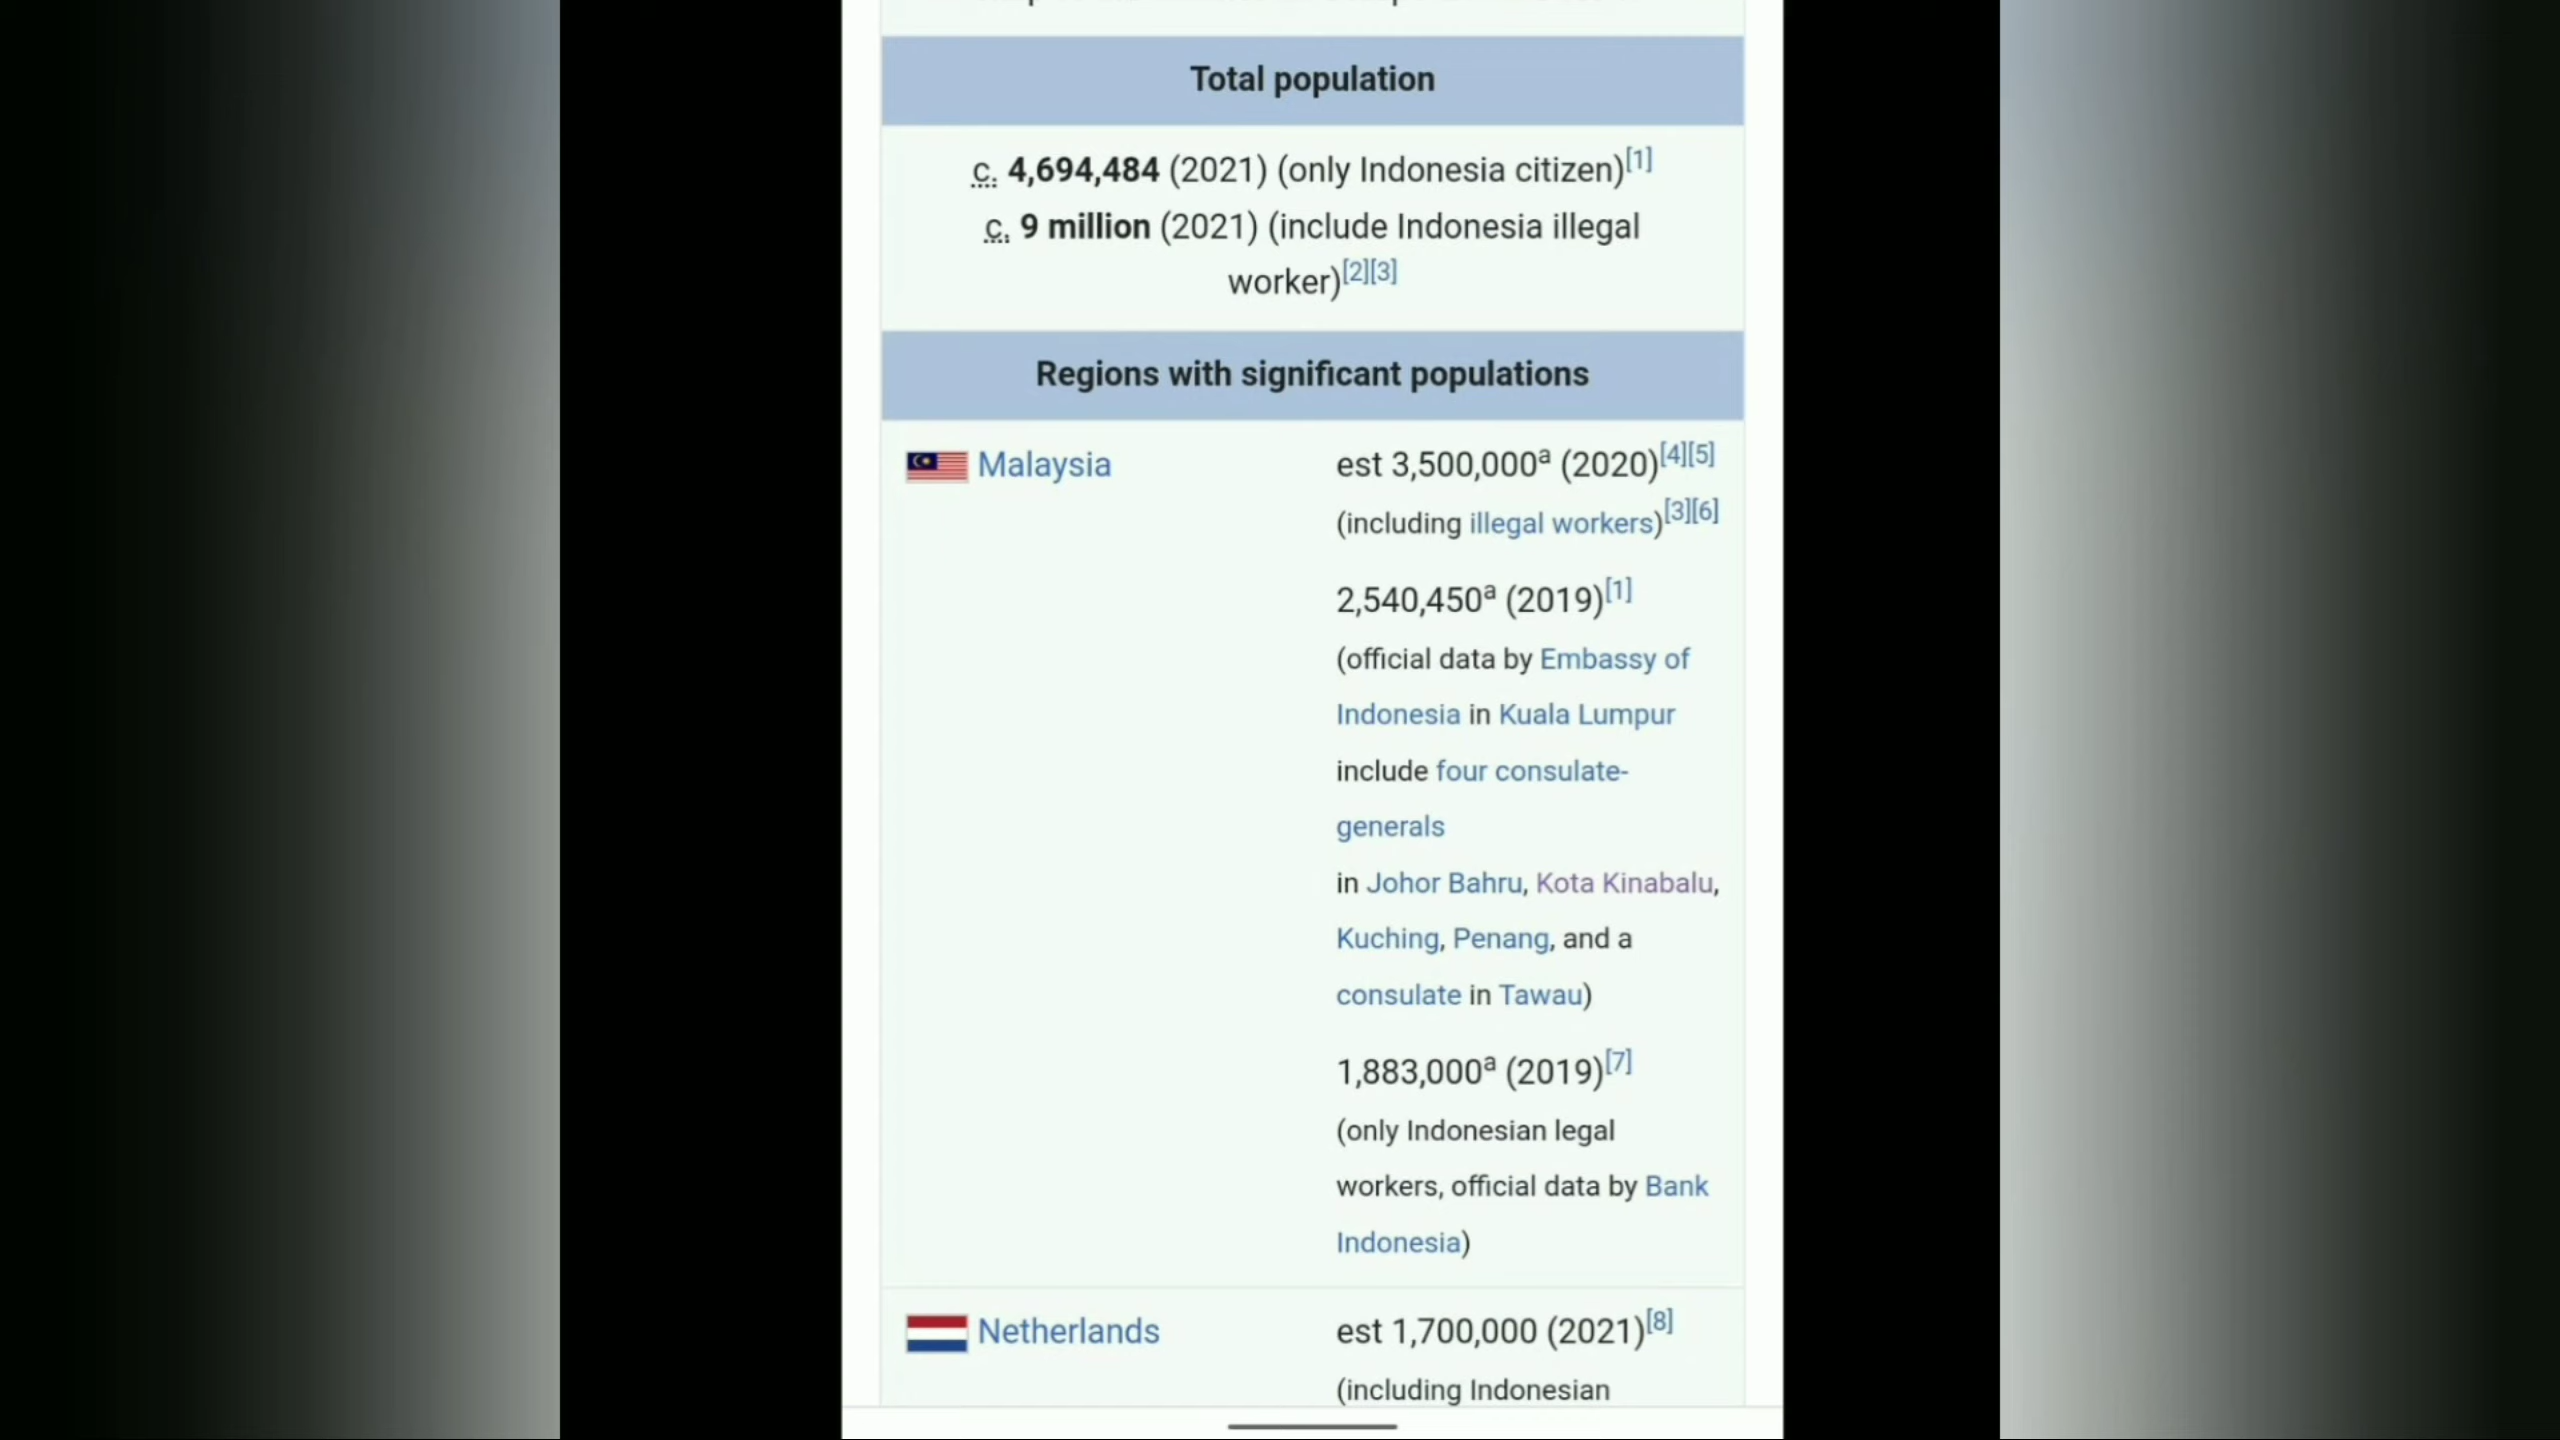 Total population
c. 4,694,484 (2021) (only Indonesia citizen)[1]
c. 9 million (2021) (include Indonesia illegal
worker)[2][3]
Regions with significant populations
Malaysia est 3,500,000a (2020)[4][5]
(including illegal workers)[3][6]
2,540,450a (2019)[1]
(official data by Embassy of
Indonesia in Kuala Lumpur
include four consulate-
generals
in Johor Bahru, Kota Kinabalu,
Kuching, Penang, and a
consulate in Tawau)
1,883,000a (2019)[7]
(only Indonesian legal
workers, official data by Bank
Indonesia)
Netherlands est 1,700,000 (2021)[8]
(including Indonesian